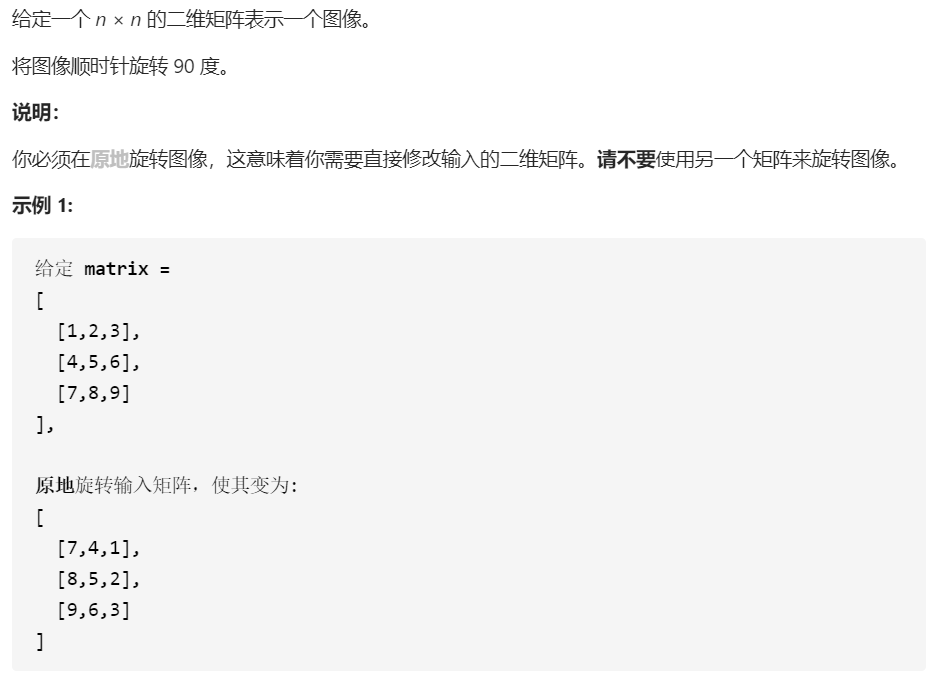 给定一个 n × n 的二维矩阵表示一个图像。
将图像顺时针旋转 90 度。
说明：
你必须在原地旋转图像，这意味着你需要直接修改输入的二维矩阵。请不要使用另一个矩阵来旋转图像。
示例 1:
给定 matrix =
[
[1,2,3],
[4,5,6],
[7,8,9]
],
原地旋转输入矩阵，使其变为:
[
[7,4,1],
[8,5,2],
[9,6,3]
]